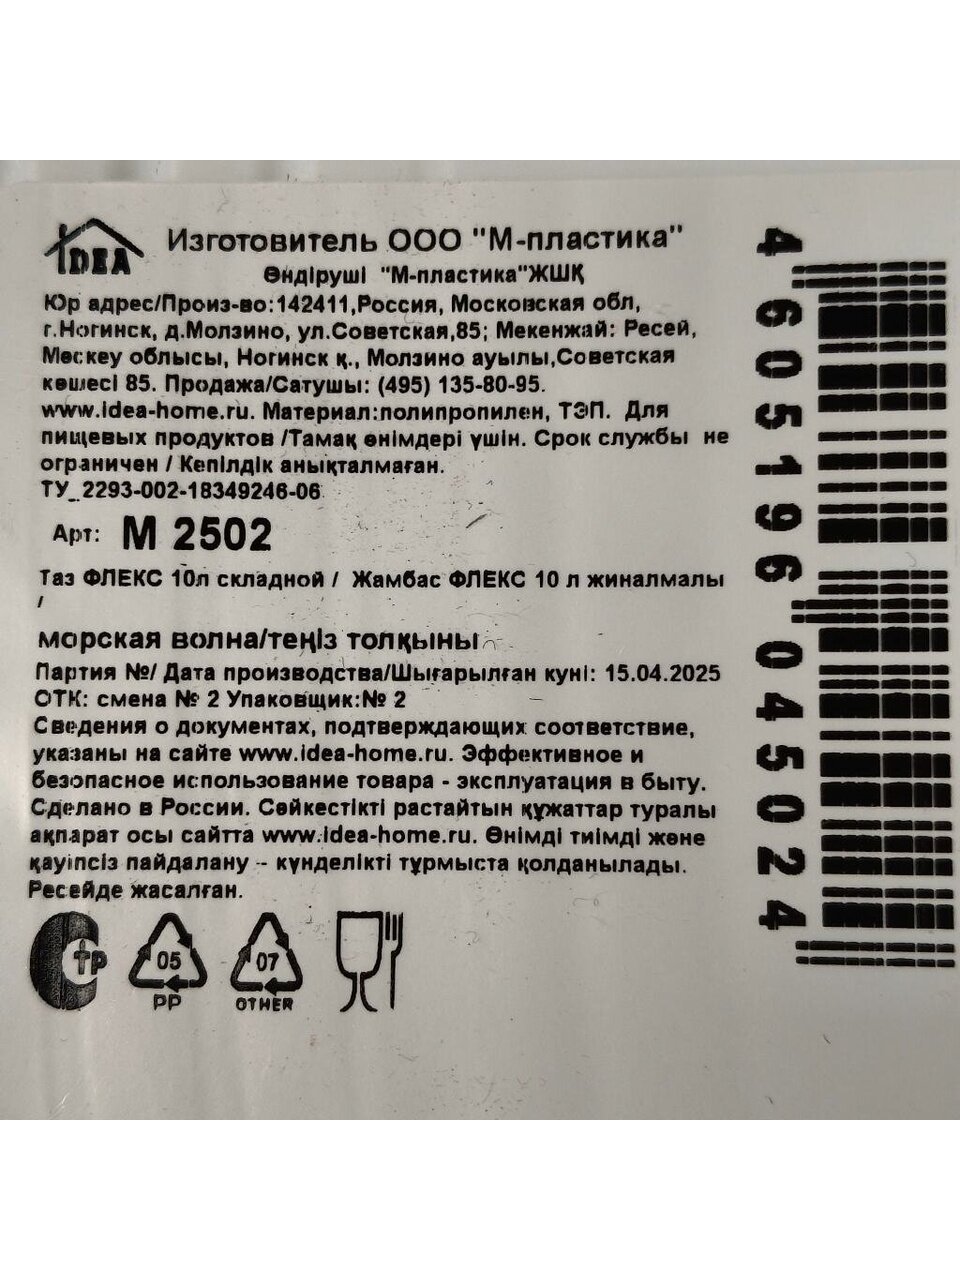 IDEA
Изготовитель ООО "М-пластика"
Өндіруші "М-пластика"ЖШҚ
Юр адрес/Произ-во:142411,Россия, Московская обл,
г.Ногинск, д.Молзино, ул.Советская,85; Мекенжай: Ресей,
Мәскеу облысы, Ногинск қ., Молзино ауылы,Советская
көшесі 85. Продажа/Сатушы: (495) 135-80-95.
www.idea-home.ru. Материал:полипропилен, ТЭП. Для
пищевых продуктов /Тамақ өнімдері үшін. Срок службы не
ограничен / Кепілдік анықталмаған.
ТУ_2293-002-18349246-06
Арт: М 2502
Таз ФЛЕКС 10л складной / Жамбас ФЛЕКС 10 л жиналмалы
/
морская волна/теңіз толқыны
Партия №/ Дата производства/Шығарылған куні: 15.04.2025
ОТК: смена № 2 Упаковщик:№ 2
Сведения о документах, подтверждающих соответствие,
указаны на сайте www.idea-home.ru. Эффективное и
безопасное использование товара - эксплуатация в быту.
Сделано в России. Сәйкестікті растайтын құжаттар туралы
ақпарат осы сайтта www.idea-home.ru. Өнімді тиімді және
қауіпсіз пайдалану - күнделікті тұрмыста қолданылады.
Ресейде жасалған.
СТР
05
PP
07
OTHER
4 605196 045024